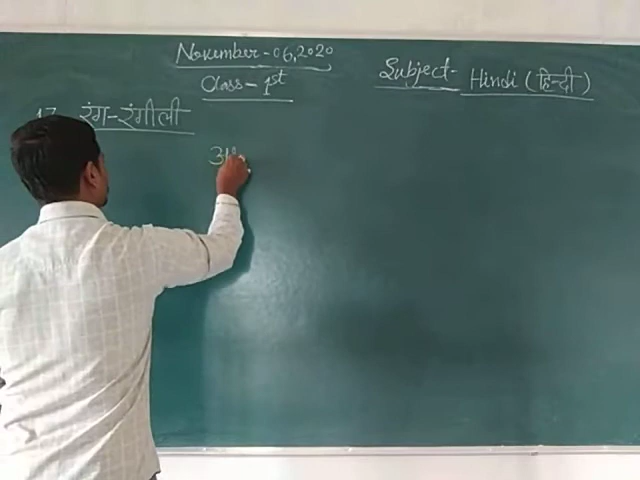 November-06,2020
Class-1st
Subject- Hindi (हिन्दी)
17 रंग-रंगीली